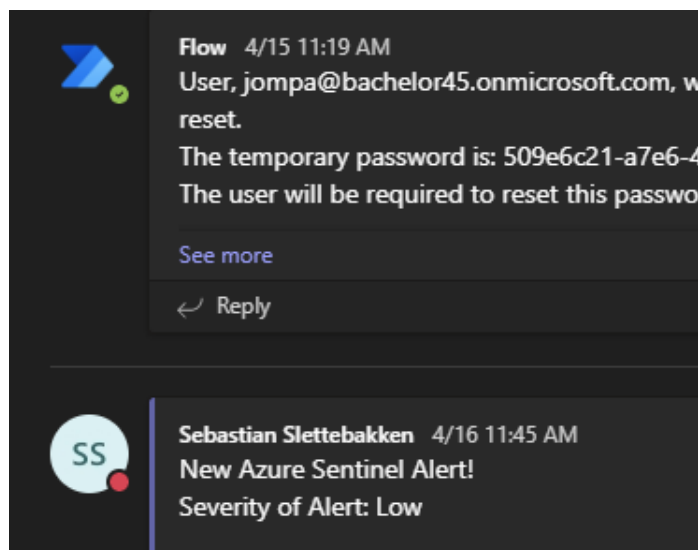 Flow 4/15 11:19 AM
User, jompa@bachelor45.onmicrosoft.com, w
reset.
The temporary password is: 509e6c21-a7e6-4
The user will be required to reset this passwo
See more
Reply
SS
Sebastian Slettebakken 4/16 11:45 AM
New Azure Sentinel Alert!
Severity of Alert: Low